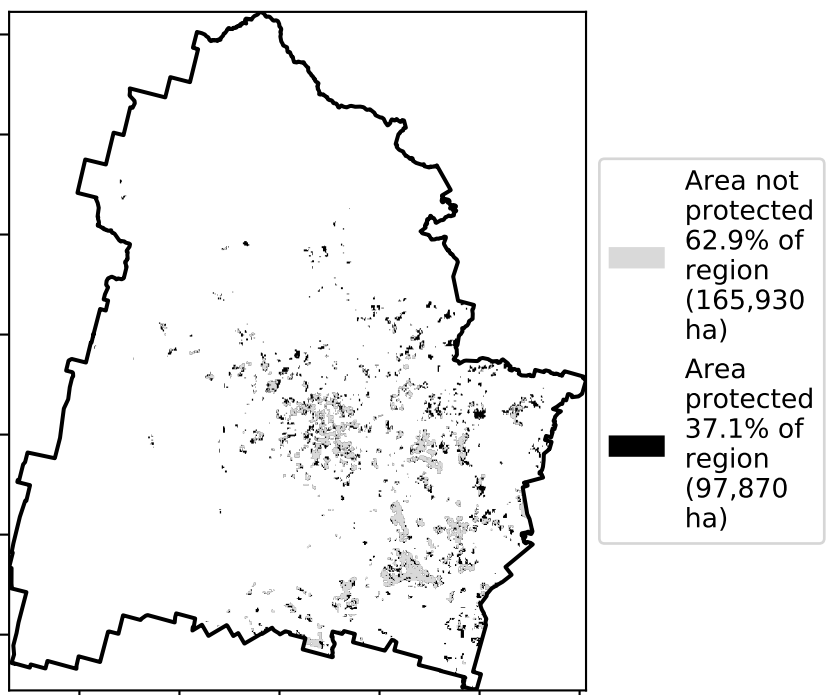 Area not
protected
62.9% of
region
(165,930
ha)
Area
protected
37.1% of
region
(97,870
ha)